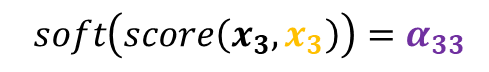 soft(score(x₃, x₃)) = α₃₃